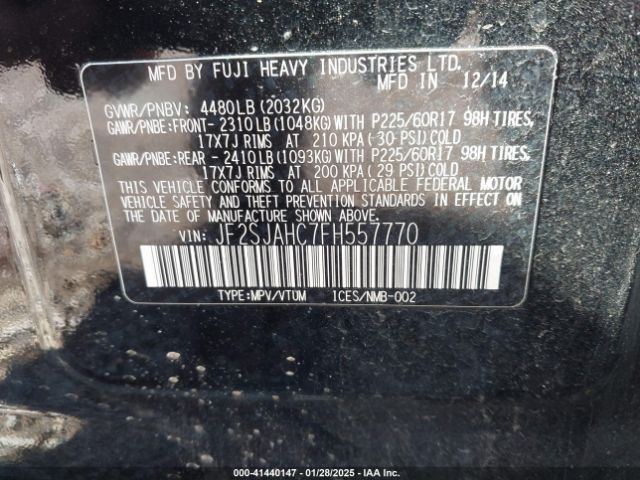 MFD BY FUJI HEAVY INDUSTRIES LTD.
MFD. IN 12/14
GVWR/PNBV: 4480LB(2032KG)
GAWR/PNBE:FRONT-2310LB(1048KG)WITH P225/60R17 98H TIRES,
17X7J RIMS AT 210 KPA(30 PSI)COLD
GAWR/PNBE:REAR -2410LB(1093KG)WITH P225/60R17 98H TIRES,
17X7J RIMS AT 200 KPA(29 PSI)COLD
THIS VEHICLE CONFORMS TO ALL APPLICABLE FEDERAL MOTOR
VEHICLE SAFETY AND THEFT PREVENTION STANDARDS IN EFFECT ON
THE DATE OF MANUFACTURE SHOWN ABOVE.
VIN: JF2SJAHC7FH557770
TYPE:MPV/VTUM ICES/NMB-002
000-41440147 - 01/28/2025 - IAA Inc.